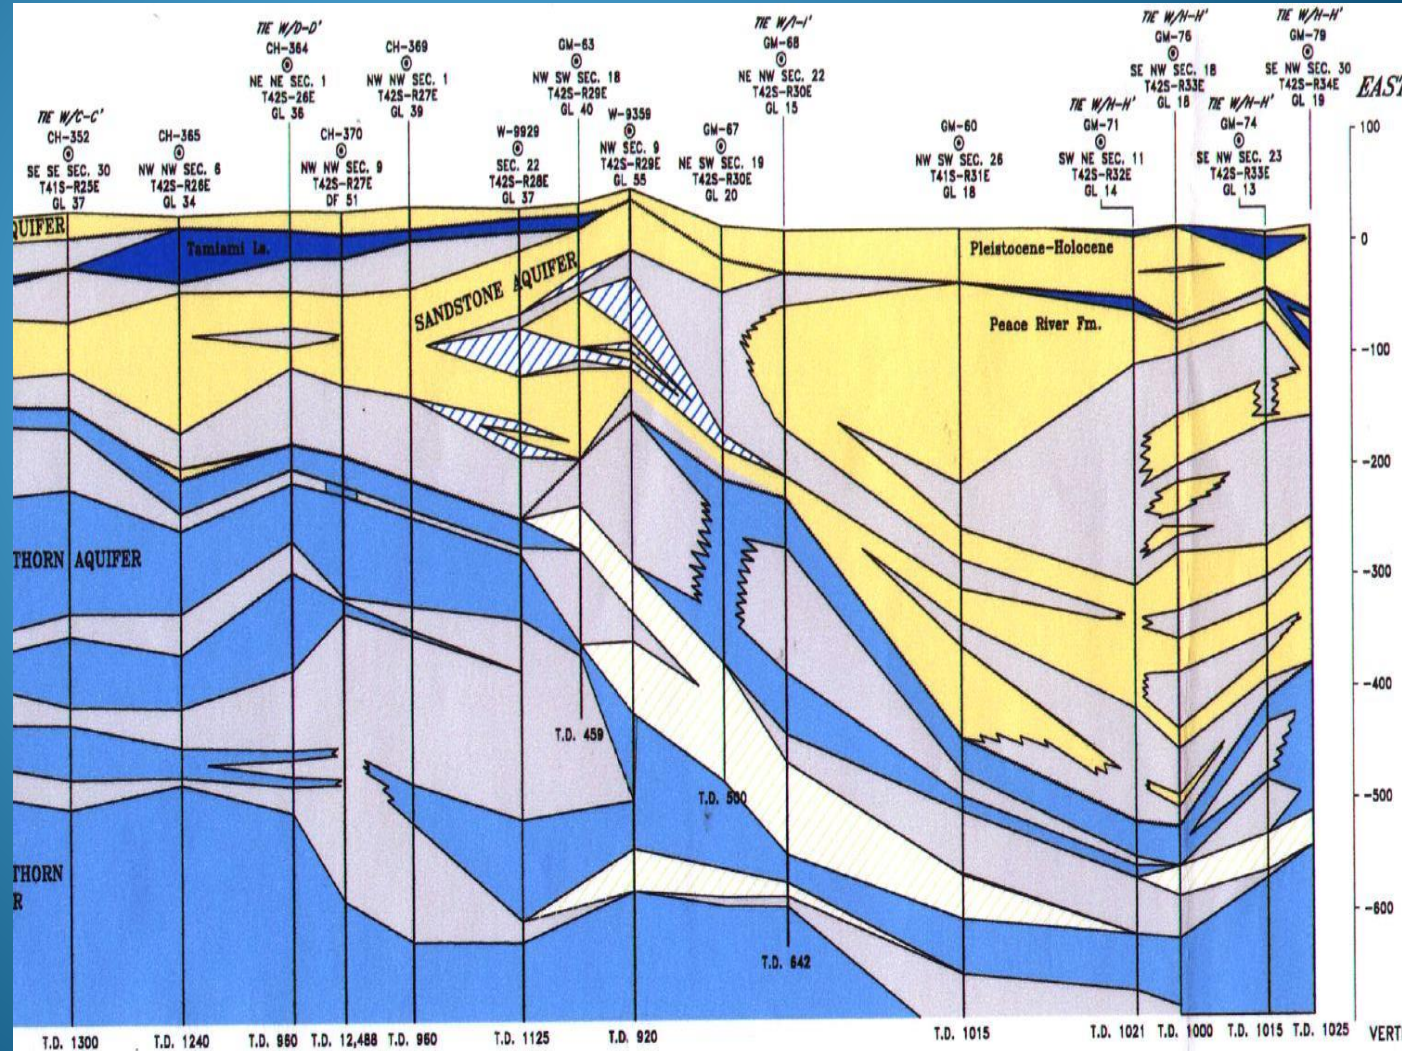 TIE W/C-C'
CH-352
SE SE SEC. 30
T41S-R25E
GL 37
CH-365
NW NW SEC. 6
T42S-R26E
GL 34
TIE W/D-D'
CH-364
NE NE SEC. 1
T42S-26E
GL 36
CH-370
NW NW SEC. 9
T42S-R27E
DF 51
CH-369
NW NW SEC. 1
T42S-R27E
GL 39
W-9929
SEC. 22
T42S-R28E
GL 37
GM-63
NW SW SEC. 18
T42S-R29E
GL 40
W-9359
NW SEC. 9
T42S-R29E
GL 55
GM-67
NE SW SEC. 19
T42S-R30E
GL 20
TIE W/I-I'
GM-68
NE NW SEC. 22
T42S-R30E
GL 15
GM-60
NW SW SEC. 26
T41S-R31E
GL 18
TIE W/H-H'
GM-71
SW NE SEC. 11
T42S-R32E
GL 14
TIE W/H-H'
GM-76
SE NW SEC. 18
T42S-R33E
GL 18
TIE W/H-H'
GM-74
SE NW SEC. 23
T42S-R33E
GL 13
TIE W/H-H'
GM-79
SE NW SEC. 30
T42S-R34E
GL 19
EAST
100
0
-100
-200
-300
-400
-500
-600
QUIFER
Tamiami Ls.
SANDSTONE AQUIFER
Pleistocene-Holocene
Peace River Fm.
THORN AQUIFER
THORN
R
T.D. 459
T.D. 500
T.D. 642
T.D. 1300
T.D. 1240
T.D. 980
T.D. 12,488
T.D. 960
T.D. 1125
T.D. 920
T.D. 1015
T.D. 1021
T.D. 1000
T.D. 1015
T.D. 1025
VERTI